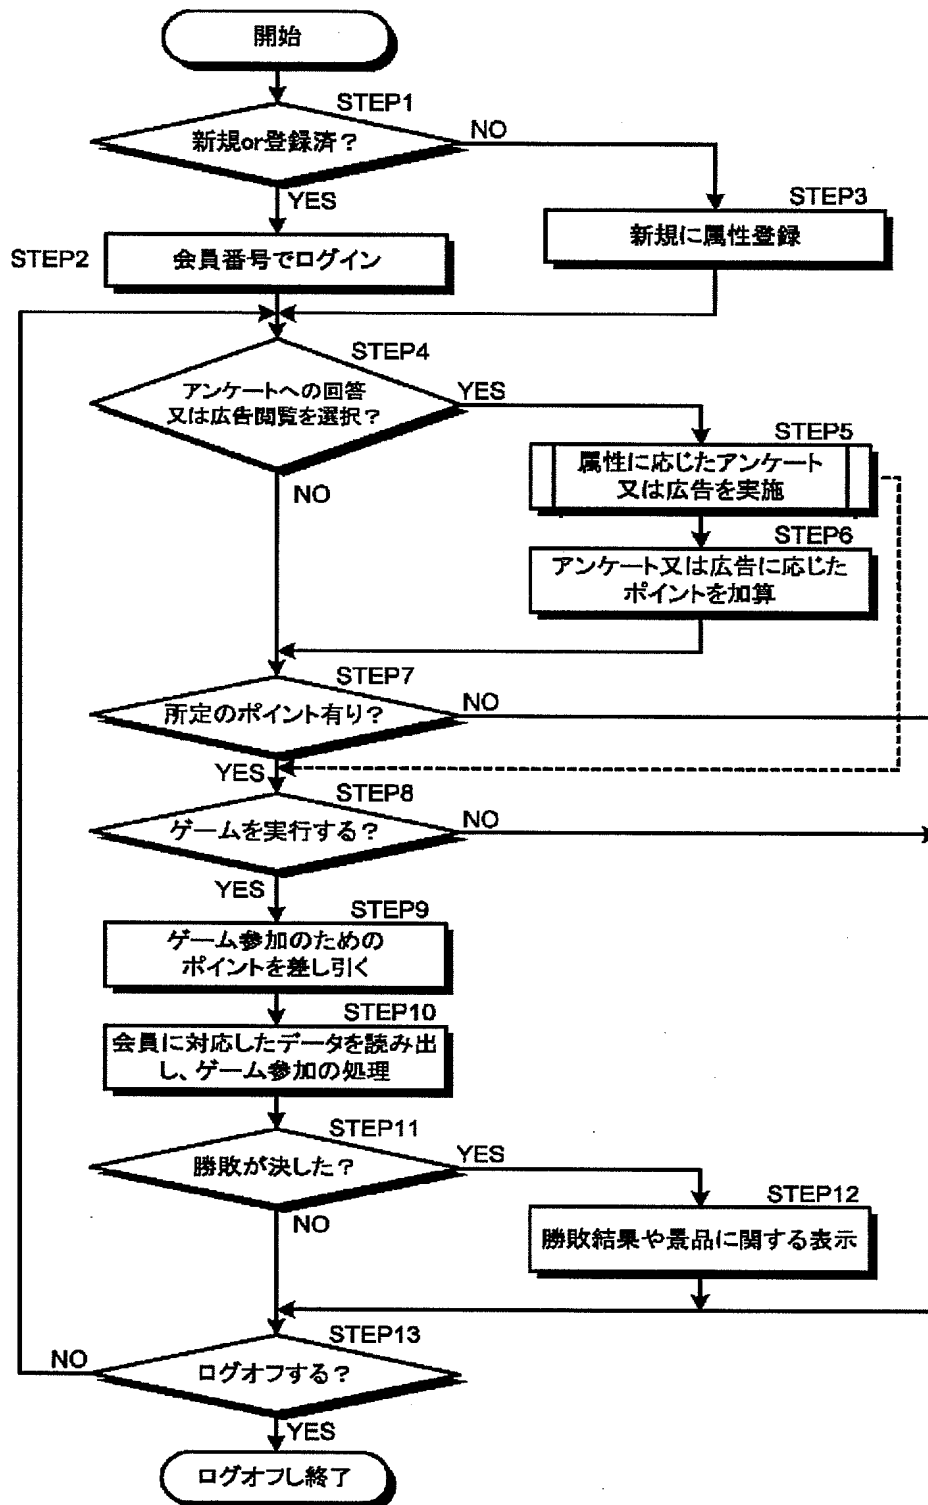 開始
STEP1
新規or登録済？
NO
YES
STEP3
新規に属性登録
STEP2
会員番号でログイン
STEP4
アンケートへの回答
又は広告閲覧を選択？
YES
NO
STEP5
属性に応じたアンケート
又は広告を実施
STEP6
アンケート又は広告に応じた
ポイントを加算
STEP7
所定のポイント有り？
NO
YES
STEP8
ゲームを実行する？
NO
YES
STEP9
ゲーム参加のための
ポイントを差し引く
STEP10
会員に対応したデータを読み出
し、ゲーム参加の処理
STEP11
勝敗が決した？
YES
NO
STEP12
勝敗結果や景品に関する表示
STEP13
ログオフする？
NO
YES
ログオフし終了